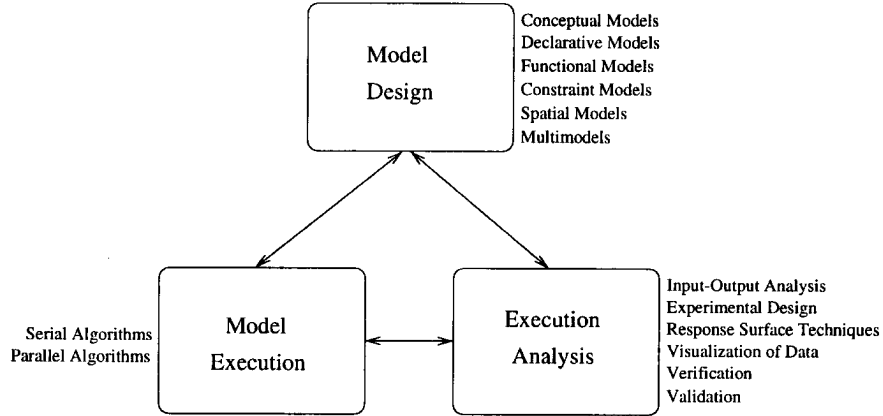 Model
Design
Conceptual Models
Declarative Models
Functional Models
Constraint Models
Spatial Models
Multimodels
Serial Algorithms
Parallel Algorithms
Model
Execution
Execution
Analysis
Input-Output Analysis
Experimental Design
Response Surface Techniques
Visualization of Data
Verification
Validation